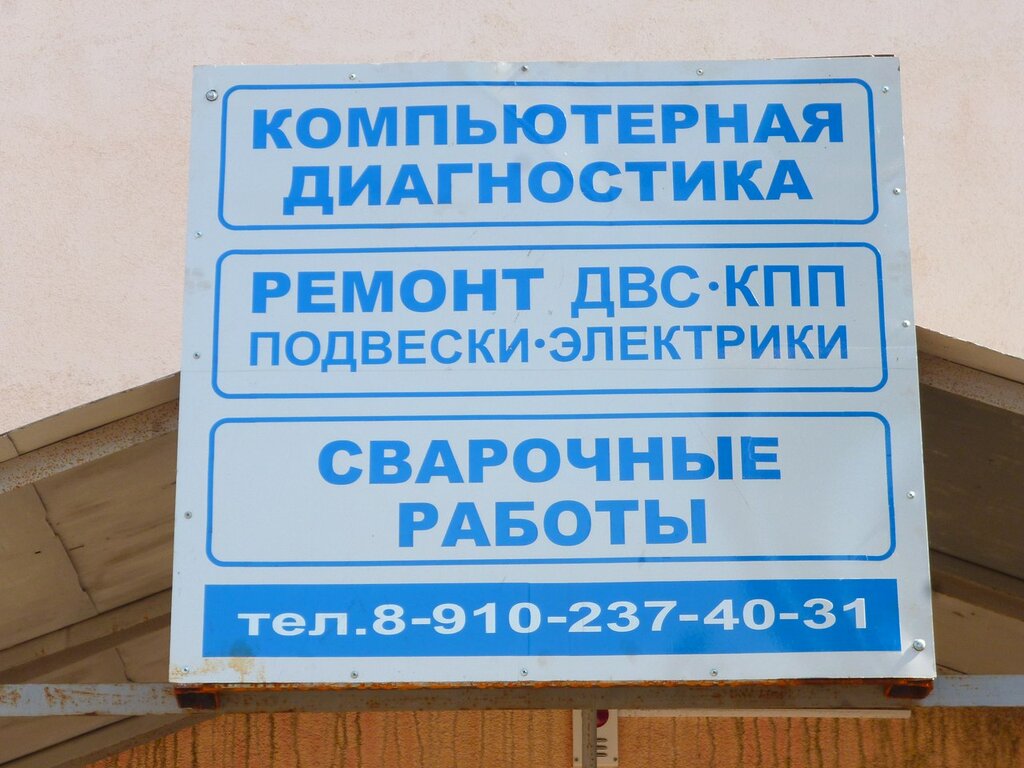 КОМПЬЮТЕРНАЯ
ДИАГНОСТИКА
РЕМОНТ ДВС·КПП
ПОДВЕСКИ·ЭЛЕКТРИКИ
СВАРОЧНЫЕ
РАБОТЫ
тел.8-910-237-40-31